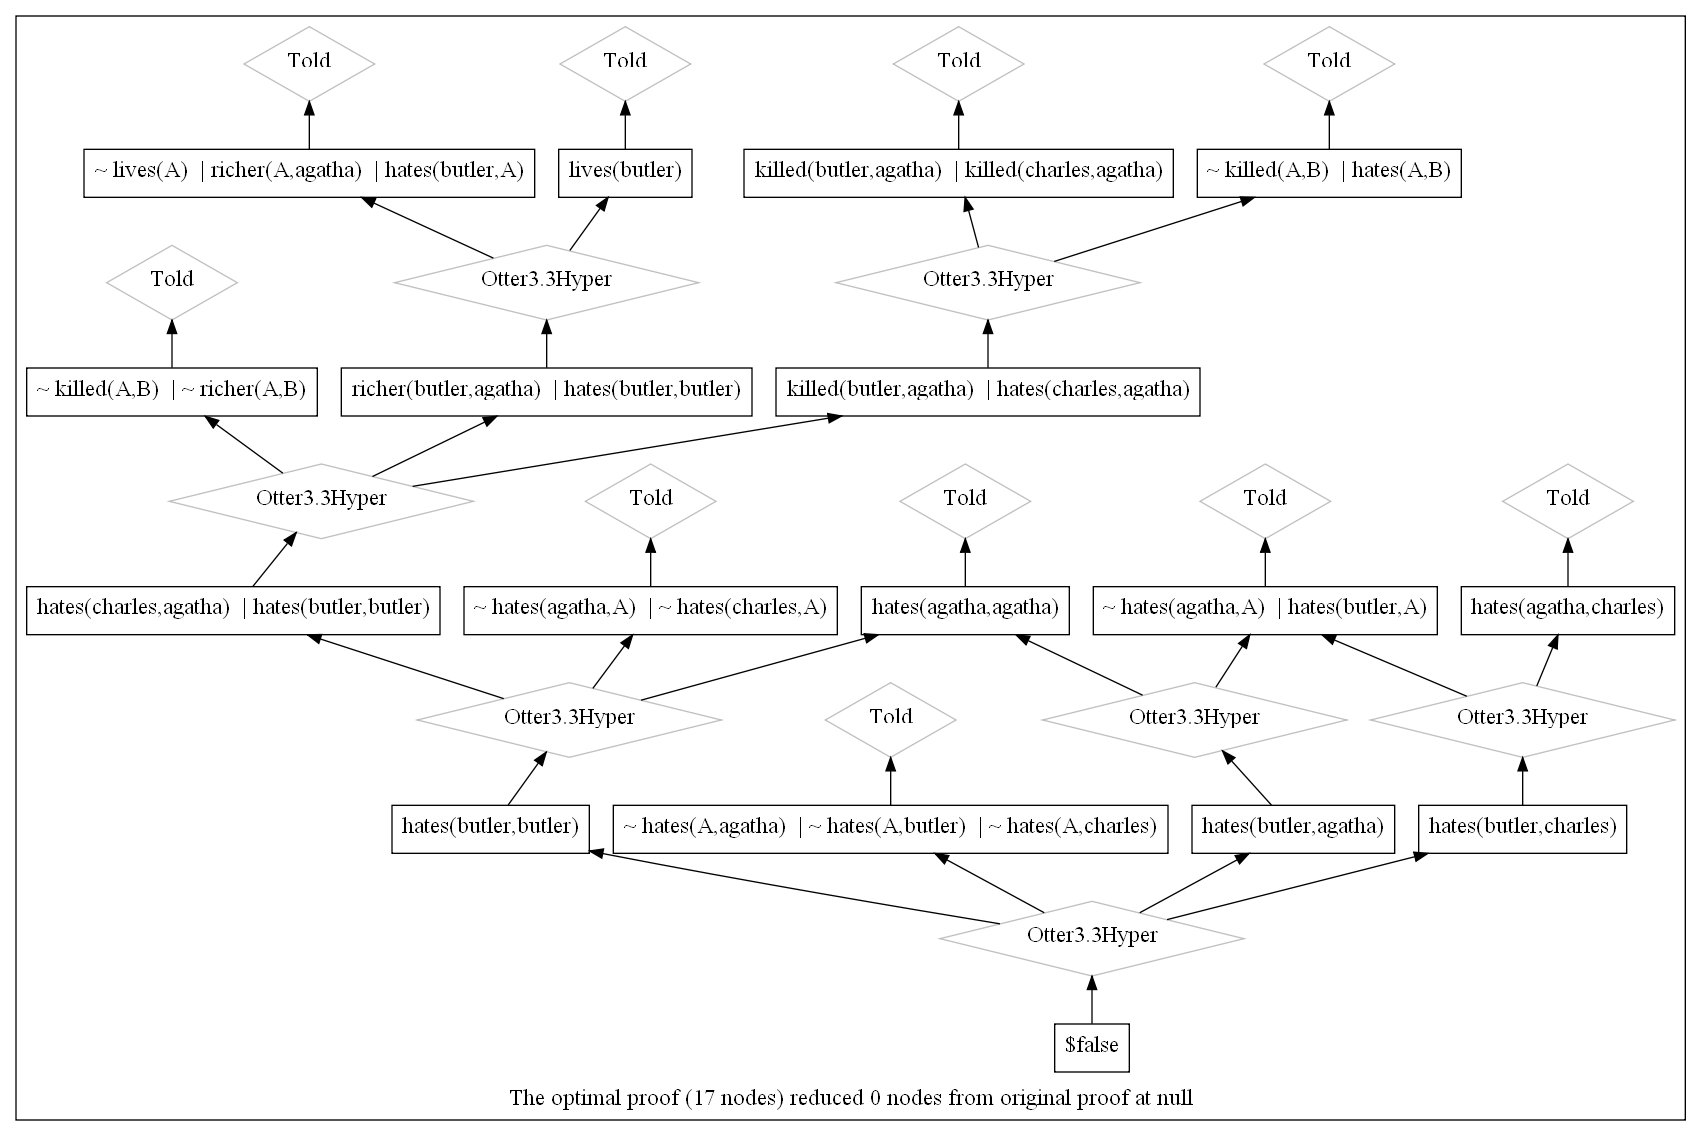 Told
Told
Told
Told
~ lives(A) | richer(A,agatha) | hates(butler,A)
lives(butler)
killed(butler,agatha) | killed(charles,agatha)
~ killed(A,B) | hates(A,B)
Told
Otter3.3Hyper
Otter3.3Hyper
~ killed(A,B) | ~ richer(A,B)
richer(butler,agatha) | hates(butler,butler)
killed(butler,agatha) | hates(charles,agatha)
Otter3.3Hyper
Told
Told
Told
Told
hates(charles,agatha) | hates(butler,butler)
~ hates(agatha,A) | ~ hates(charles,A)
hates(agatha,agatha)
~ hates(agatha,A) | hates(butler,A)
hates(agatha,charles)
Otter3.3Hyper
Told
Otter3.3Hyper
Otter3.3Hyper
hates(butler,butler)
~ hates(A,agatha) | ~ hates(A,butler) | ~ hates(A,charles)
hates(butler,agatha)
hates(butler,charles)
Otter3.3Hyper
$false
The optimal proof (17 nodes) reduced 0 nodes from original proof at null